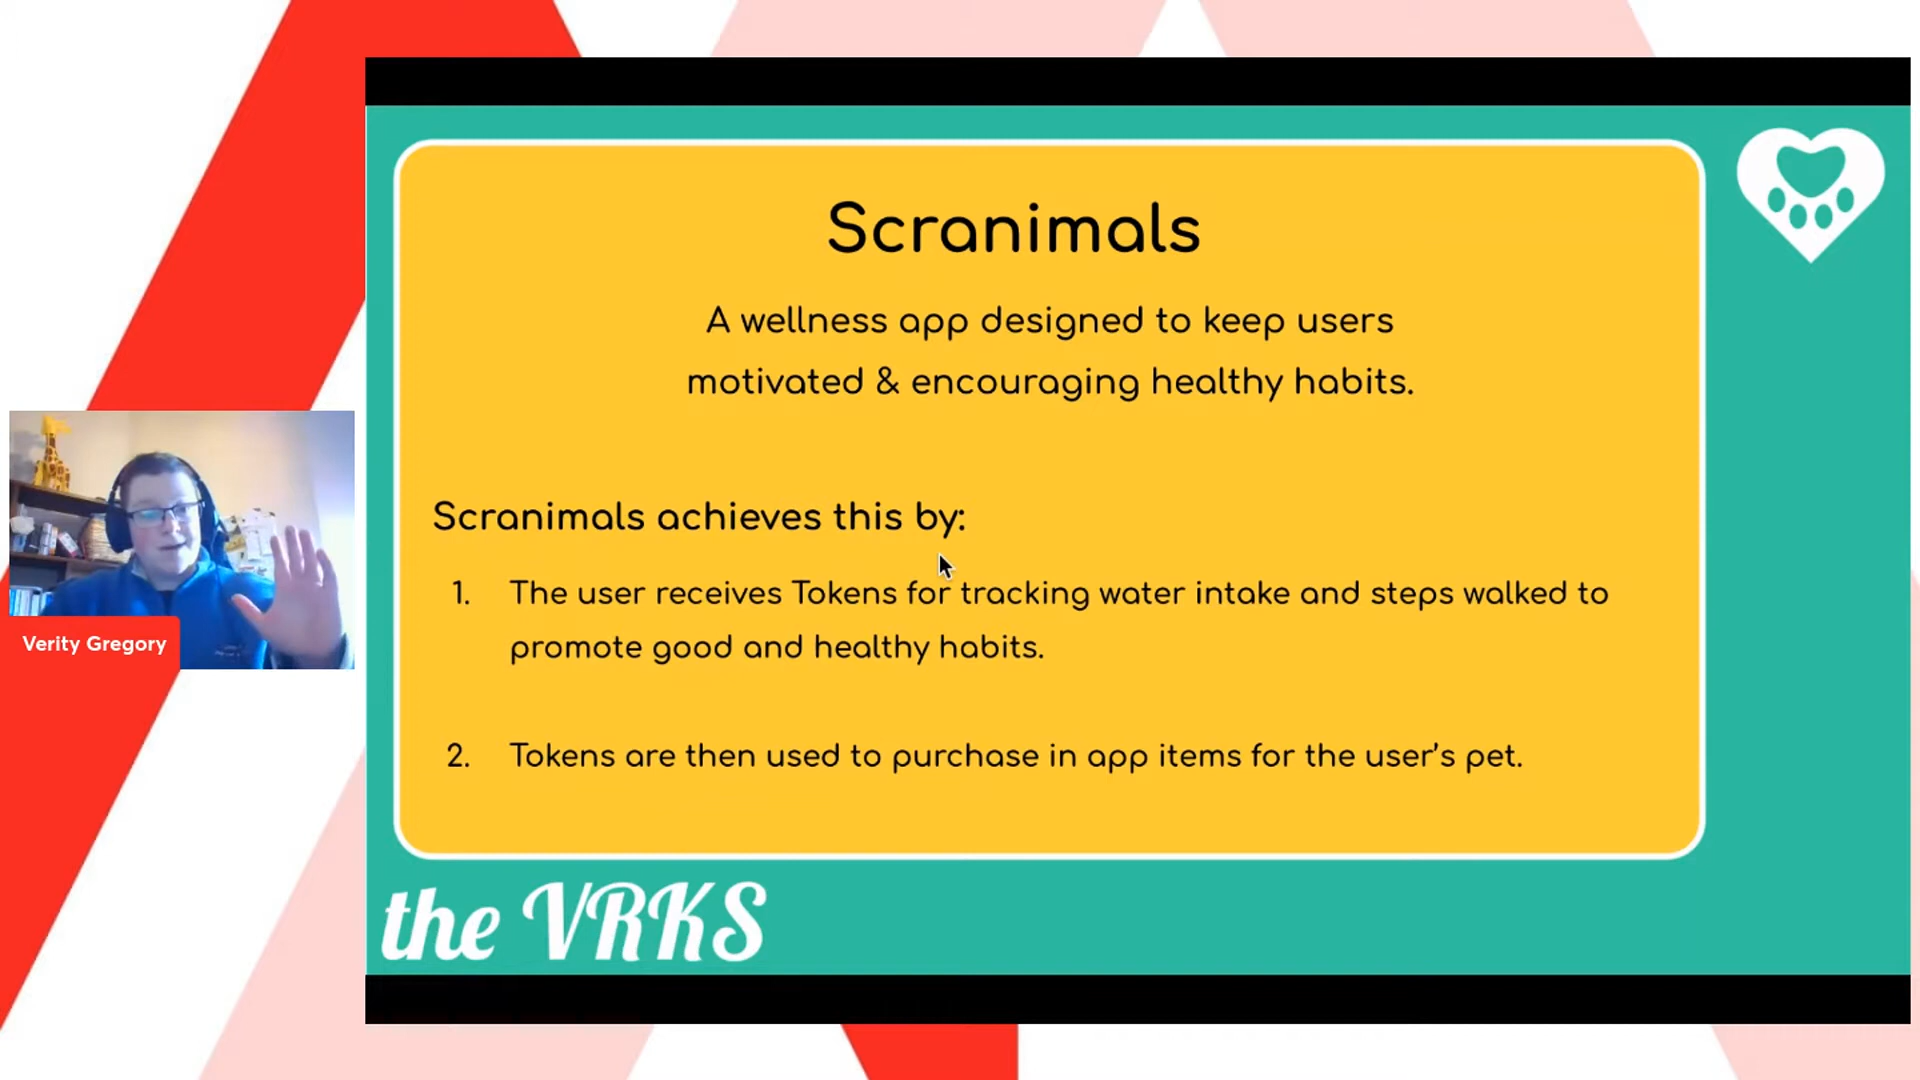 Scranimals
A wellness app designed to keep users
motivated & encouraging healthy habits.
Scranimals achieves this by:
1. The user receives Tokens for tracking water intake and steps walked to
promote good and healthy habits.
2. Tokens are then used to purchase in app items for the user’s pet.
Verity Gregory
the VRKS